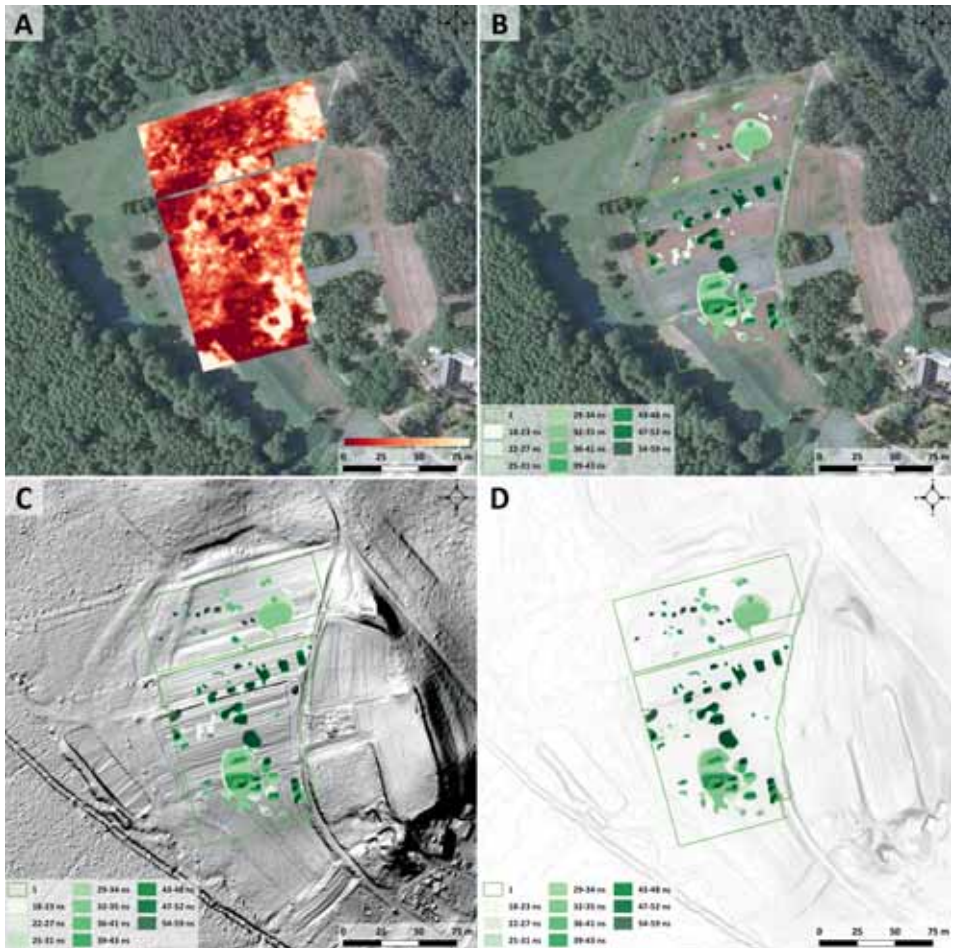 A
0 25 50 75 m
B
1
18-23 ns
22-27 ns
25-31 ns
29-34 ns
32-35 ns
36-41 ns
39-43 ns
43-48 ns
47-52 ns
54-59 ns
0 25 50 75 m
C
1
18-23 ns
22-27 ns
25-31 ns
29-34 ns
32-35 ns
36-41 ns
39-43 ns
43-48 ns
47-52 ns
54-59 ns
0 25 50 75 m
D
1
18-23 ns
22-27 ns
25-31 ns
29-34 ns
32-35 ns
36-41 ns
39-43 ns
43-48 ns
47-52 ns
54-59 ns
0 25 50 75 m